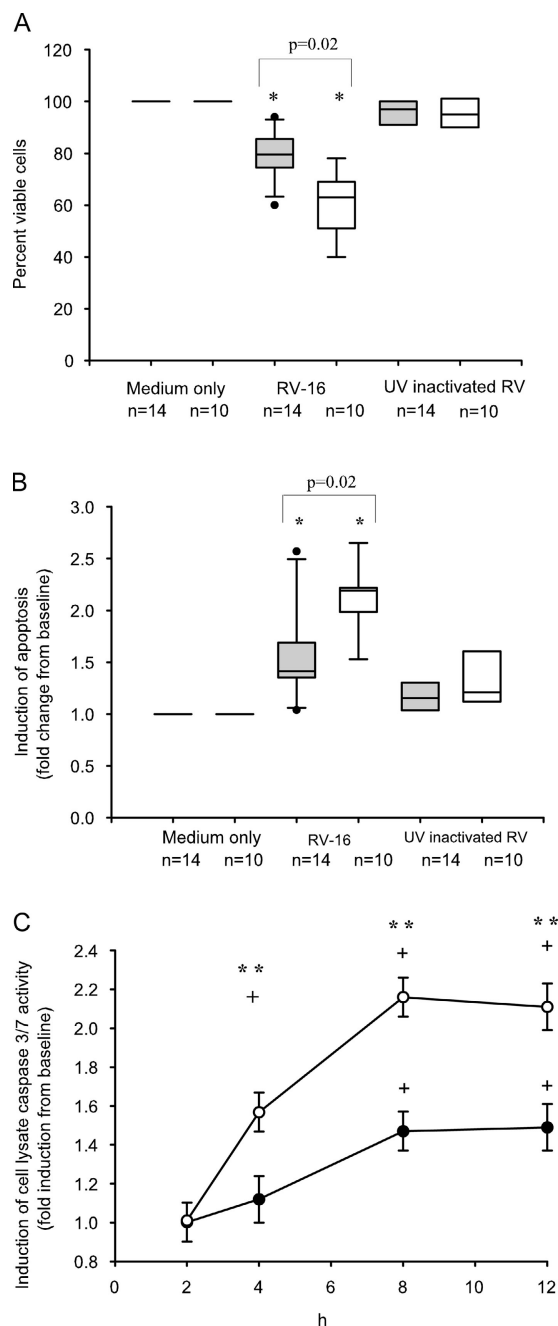 A
p=0.02
120
* *
100
80
60
40
20
0
Percent viable cells
Medium only RV-16 UV inactivated RV
n=14 n=10 n=14 n=10 n=14 n=10
B
p=0.02
3.0
* *
2.5
2.0
1.5
1.0
0.5
0.0
Induction of apoptosis
(fold change from baseline)
Medium only RV-16 UV inactivated RV
n=14 n=10 n=14 n=10 n=14 n=10
C
2.4
2.2
2.0
1.8
1.6
1.4
1.2
1.0
0.8
Induction of cell lysate caspase 3/7 activity
(fold induction from baseline)
** ** **
+ + +
+ +
0 2 4 6 8 10 12
h